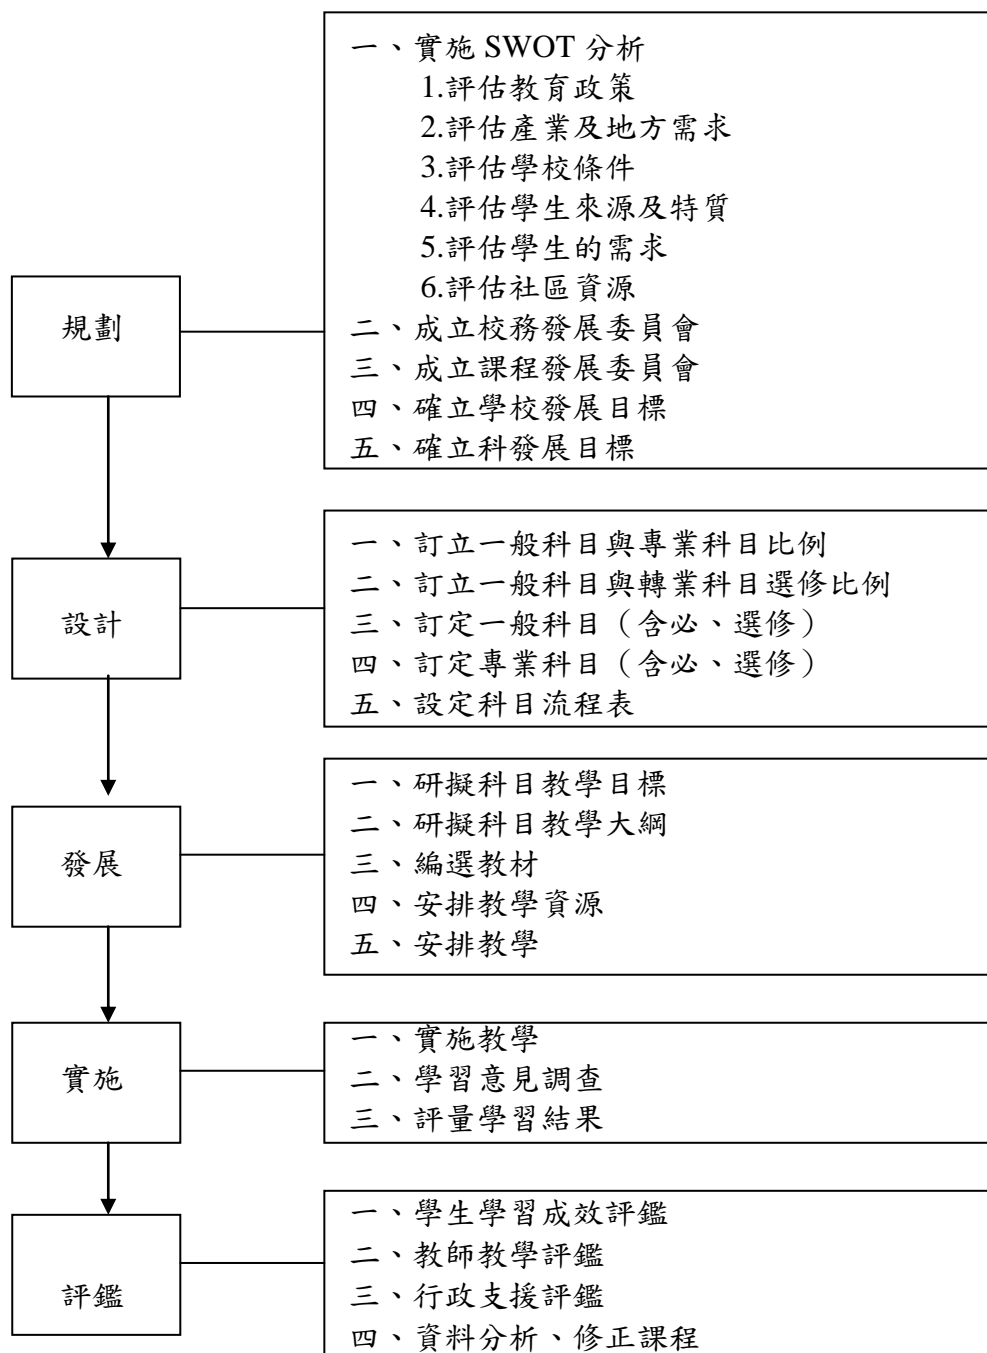 規劃
一、實施 SWOT 分析
1.評估教育政策
2.評估產業及地方需求
3.評估學校條件
4.評估學生來源及特質
5.評估學生的需求
6.評估社區資源
二、成立校務發展委員會
三、成立課程發展委員會
四、確立學校發展目標
五、確立科發展目標
設計
一、訂立一般科目與專業科目比例
二、訂立一般科目與轉業科目選修比例
三、訂定一般科目（含必、選修）
四、訂定專業科目（含必、選修）
五、設定科目流程表
發展
一、研擬科目教學目標
二、研擬科目教學大綱
三、編選教材
四、安排教學資源
五、安排教學
實施
一、實施教學
二、學習意見調查
三、評量學習結果
評鑑
一、學生學習成效評鑑
二、教師教學評鑑
三、行政支援評鑑
四、資料分析、修正課程